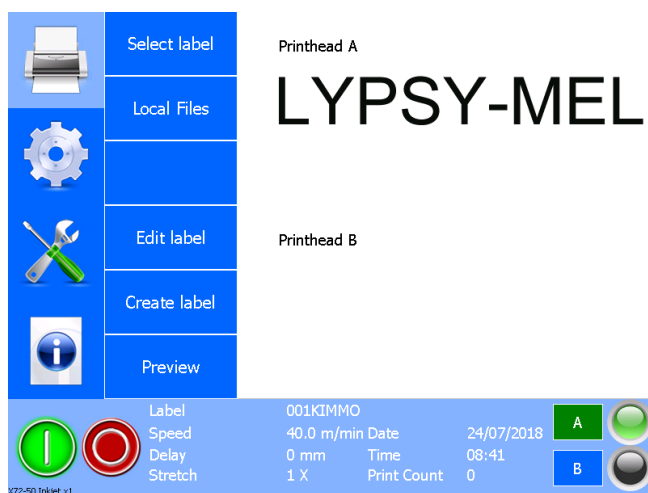 Select label
Local Files
Edit label
Create label
Preview
Printhead A
LYPSY-MEL
Printhead B
Label 001KIMMO
Speed 40.0 m/min Date 24/07/2018
Delay 0 mm Time 08:41
Stretch 1 X Print Count 0
A
B
X72-50 Inkjet x1